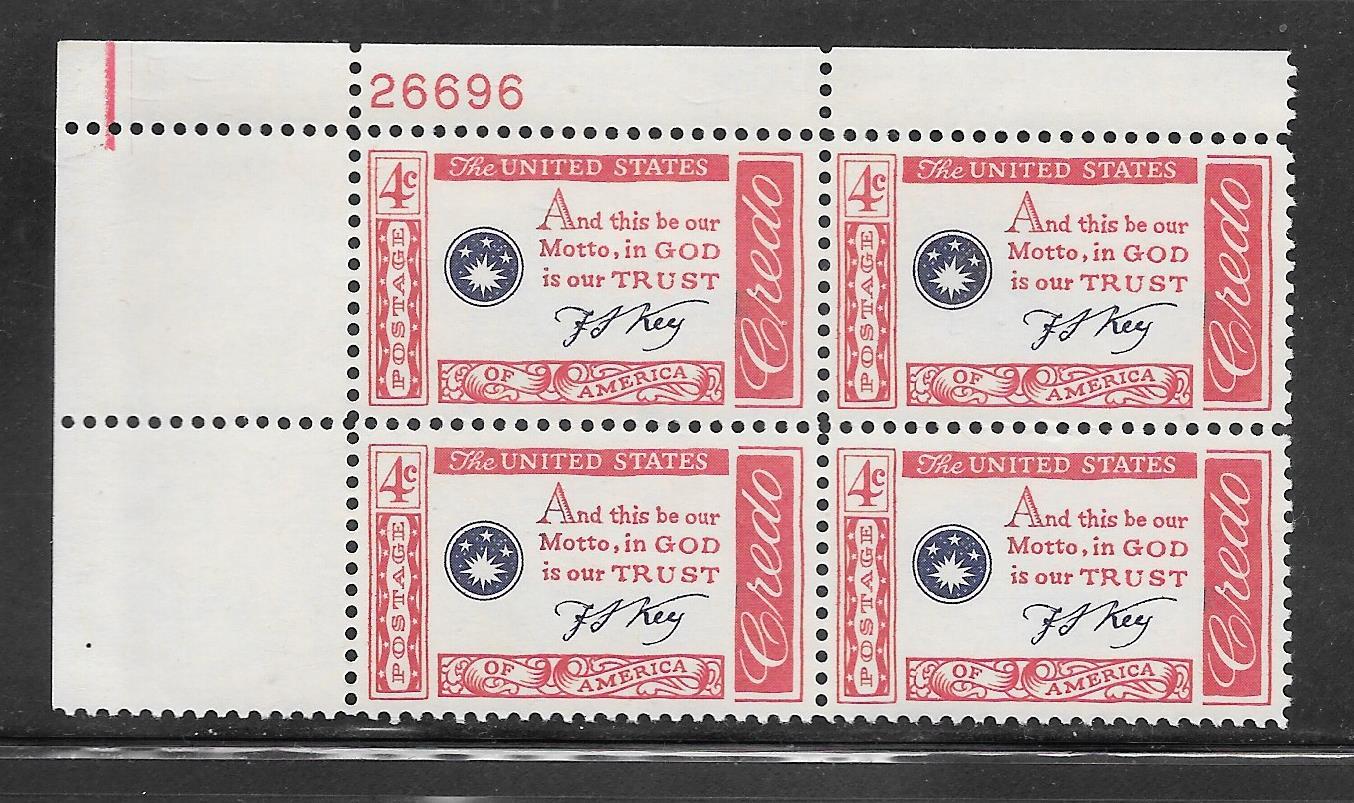 26696
4c
The UNITED STATES
And this be our
Motto, in GOD
is our TRUST
F S Key
POSTAGE
OF AMERICA
Credo
4c
The UNITED STATES
And this be our
Motto, in GOD
is our TRUST
F S Key
POSTAGE
OF AMERICA
Credo
4c
The UNITED STATES
And this be our
Motto, in GOD
is our TRUST
F S Key
POSTAGE
OF AMERICA
Credo
4c
The UNITED STATES
And this be our
Motto, in GOD
is our TRUST
F S Key
POSTAGE
OF AMERICA
Credo